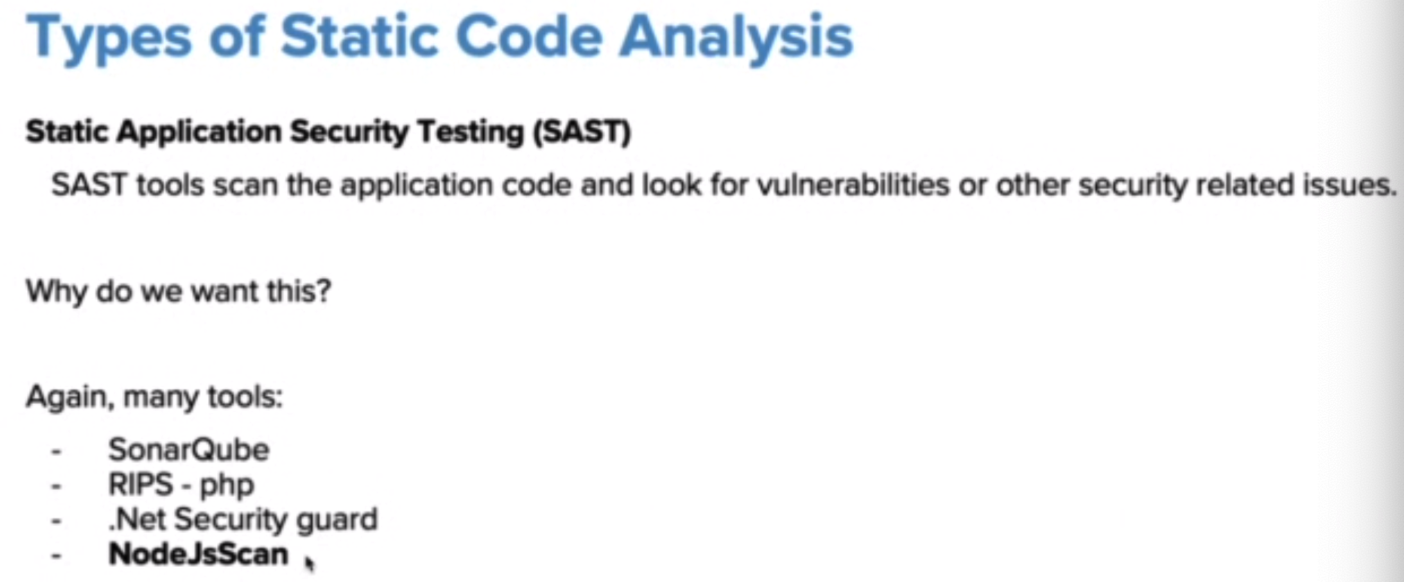 Types of Static Code Analysis
Static Application Security Testing (SAST)
SAST tools scan the application code and look for vulnerabilities or other security related issues.
Why do we want this?
Again, many tools:
- SonarQube
- RIPS - php
- .Net Security guard
- NodeJsScan